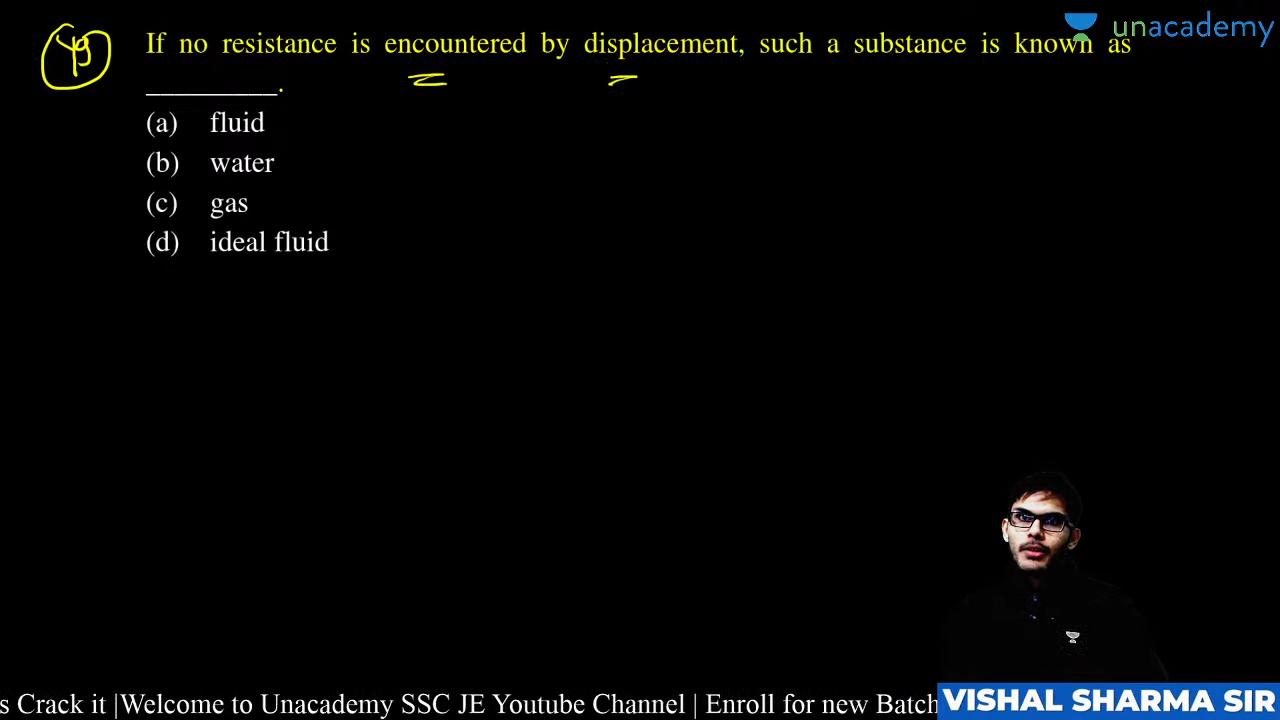 unacademy
If no resistance is encountered by displacement, such a substance is known as
__________.
(a) fluid
(b) water
(c) gas
(d) ideal fluid
s Crack it |Welcome to Unacademy SSC JE Youtube Channel | Enroll for new Batch
VISHAL SHARMA SIR